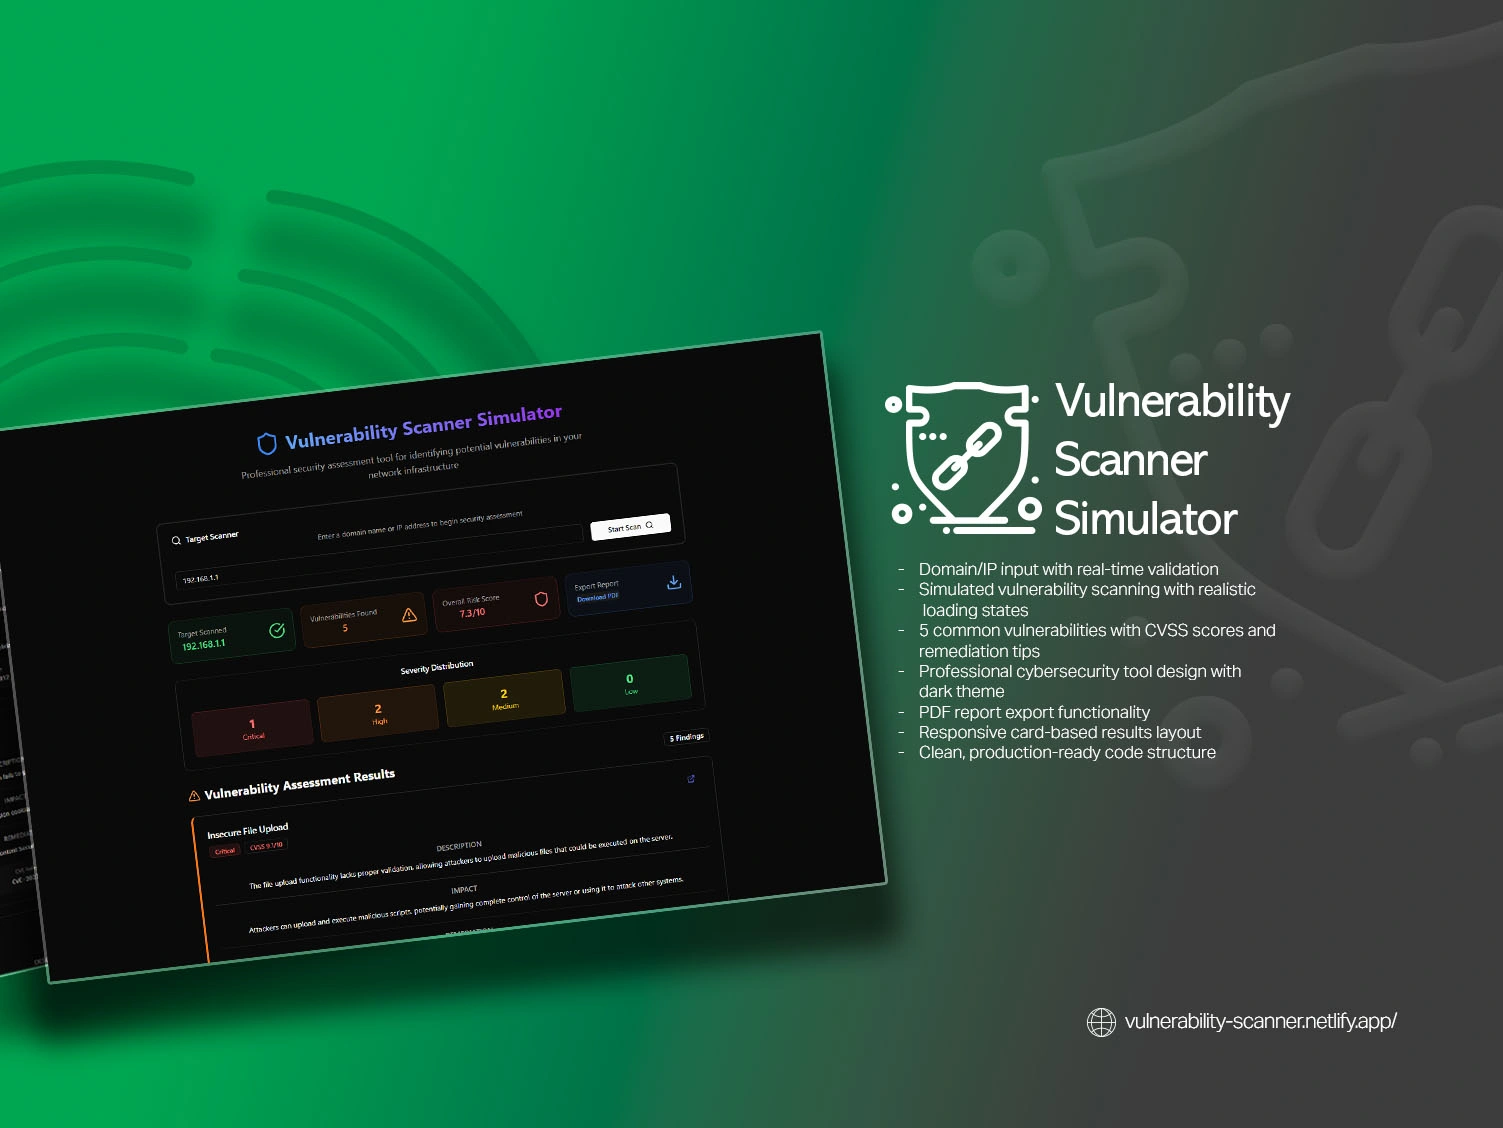 Vulnerability Scanner Simulator
Professional security assessment tool for identifying potential vulnerabilities in your
network infrastructure
Target Scanner
Enter a domain name or IP address to begin security assessment
192.168.1.1
Start Scan
Target Scanned
192.168.1.1
Vulnerabilities Found
5
Overall Risk Score
7.3/10
Export Report
Download PDF
Severity Distribution
1
Critical
2
High
2
Medium
0
Low
5 Findings
Vulnerability Assessment Results
Insecure File Upload
Critical
CVSS 9.1/10
DESCRIPTION
The file upload functionality lacks proper validation, allowing attackers to upload malicious files that could be executed on the server.
IMPACT
Attackers can upload and execute malicious scripts, potentially gaining complete control of the server or using it to attack other systems.
Vulnerability
Scanner
Simulator
- Domain/IP input with real-time validation
- Simulated vulnerability scanning with realistic
loading states
- 5 common vulnerabilities with CVSS scores and
remediation tips
- Professional cybersecurity tool design with
dark theme
- PDF report export functionality
- Responsive card-based results layout
- Clean, production-ready code structure
vulnerability-scanner.netlify.app/